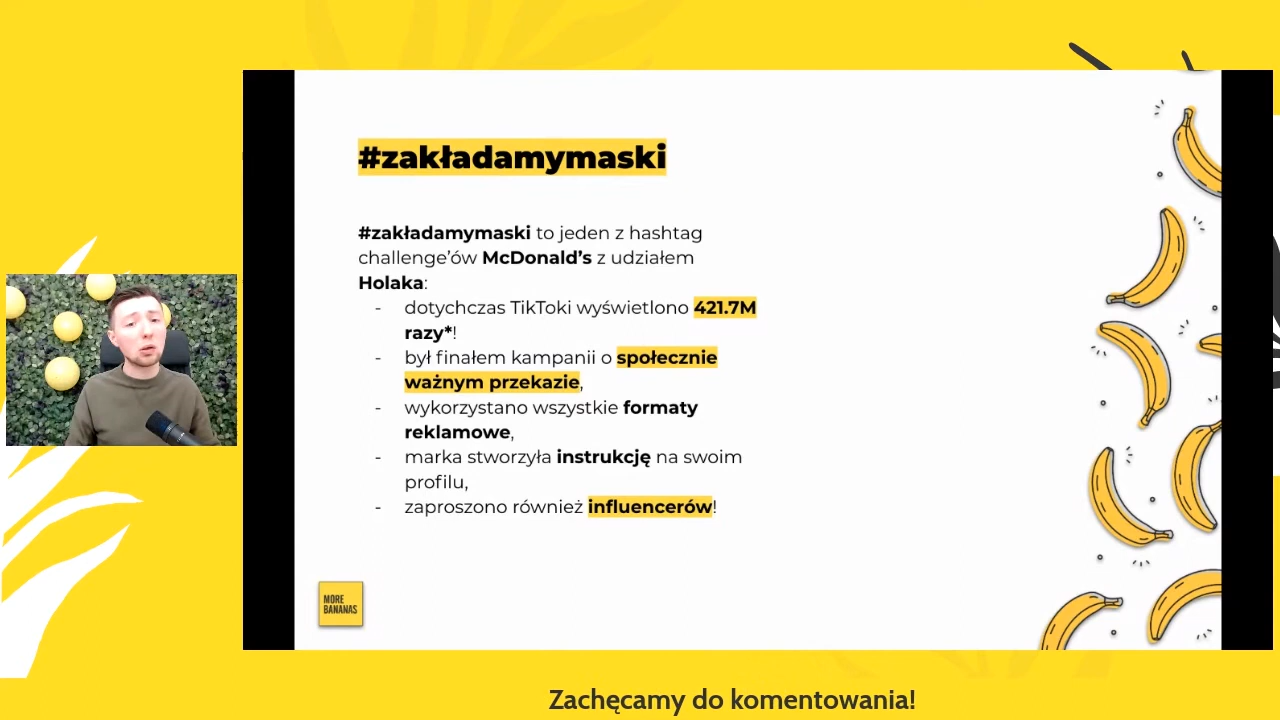 #zakładamymaski
#zakładamymaski to jeden z hashtag
challenge’ów McDonald’s z udziałem
Holaka:
- dotychczas TikToki wyświetlono 421.7M
razy*!
- był finałem kampanii o społecznie
ważnym przekazie,
- wykorzystano wszystkie formaty
reklamowe,
- marka stworzyła instrukcję na swoim
profilu,
- zaproszono również influencerów!
MORE
BANANAS
Zachęcamy do komentowania!